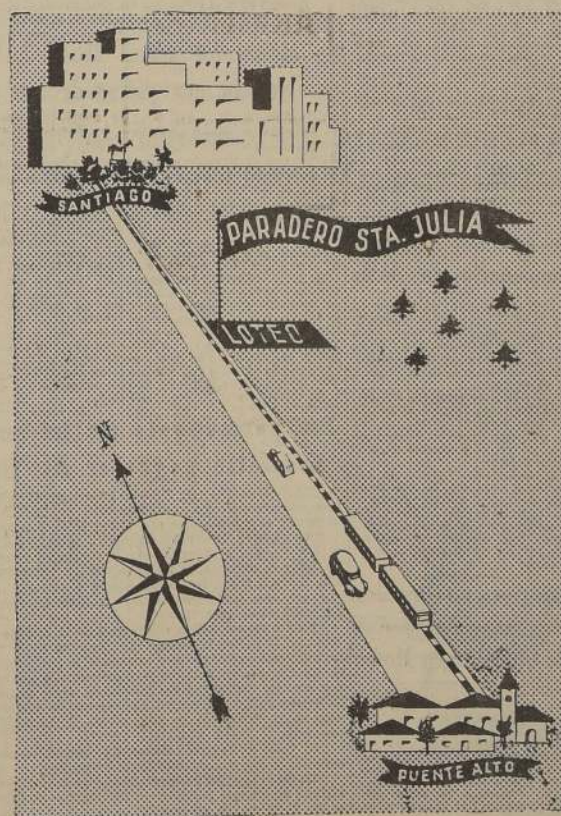 SANTIAGO
PARADERO STA. JULIA
LOTEO
N
PUENTE ALTO